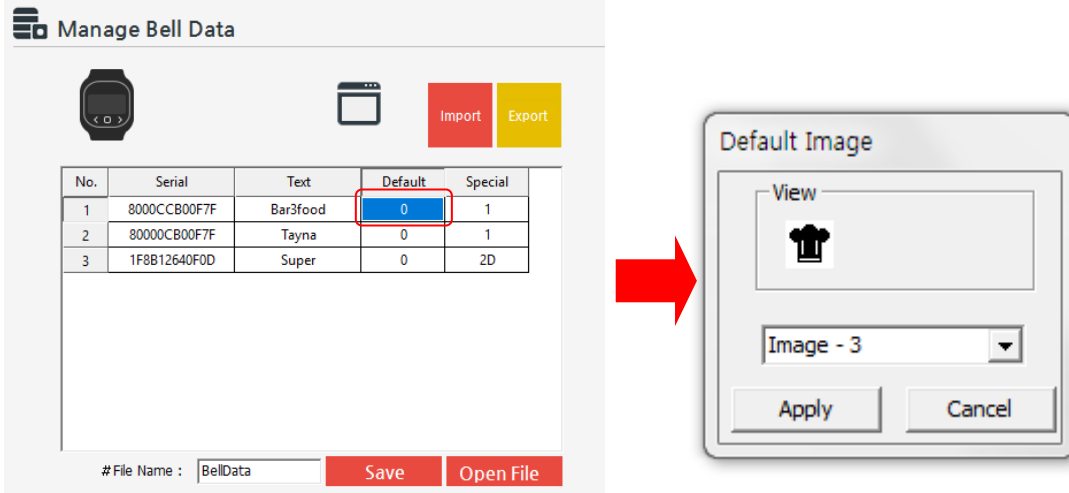 Manage Bell Data
Import
Export
No. Serial Text Default Special
1 8000CCB00F7F Bar3food 0 1
2 80000CB00F7F Tayna 0 1
3 1F8B12640F0D Super 0 2D
#File Name : BellData
Save
Open File
Default Image
View
Image - 3
Apply
Cancel